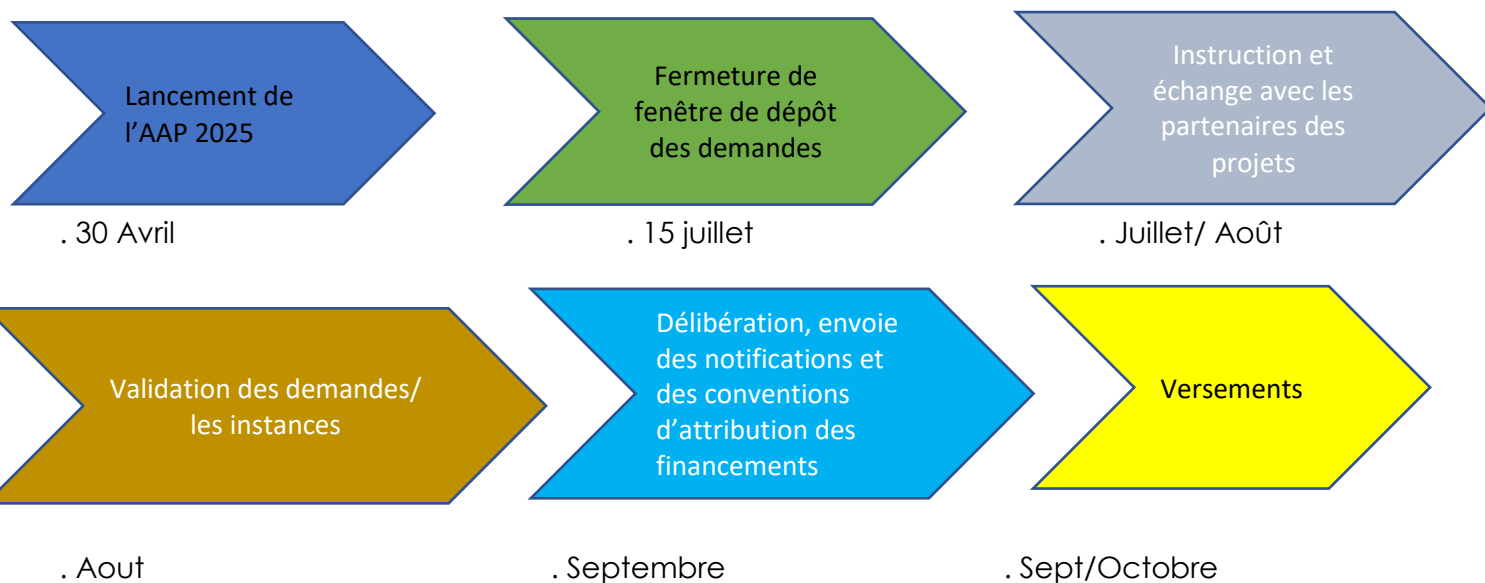 Lancement de
l’AAP 2025
Fermeture de
fenêtre de dépôt
des demandes
Instruction et
échange avec les
partenaires des
projets
. 30 Avril
. 15 juillet
. Juillet/ Août
Validation des demandes/
les instances
Délibération, envoie
des notifications et
des conventions
d’attribution des
financements
Versements
. Aout
. Septembre
. Sept/Octobre